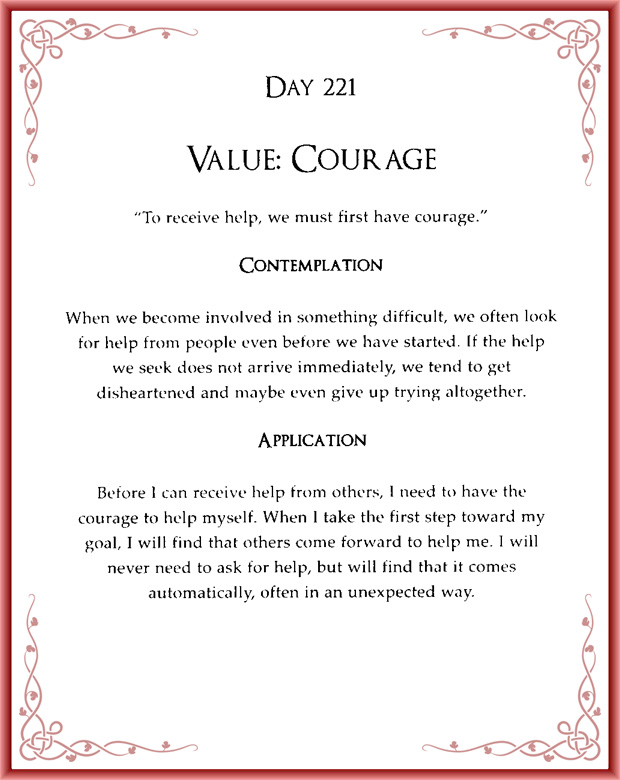 Day 221
Value: Courage
"To receive help, we must first have courage."
Contemplation
When we become involved in something difficult, we often look
for help from people even before we have started. If the help
we seek does not arrive immediately, we tend to get
disheartened and maybe even give up trying altogether.
Application
Before I can receive help from others, I need to have the
courage to help myself. When I take the first step toward my
goal, I will find that others come forward to help me. I will
never need to ask for help, but will find that it comes
automatically, often in an unexpected way.